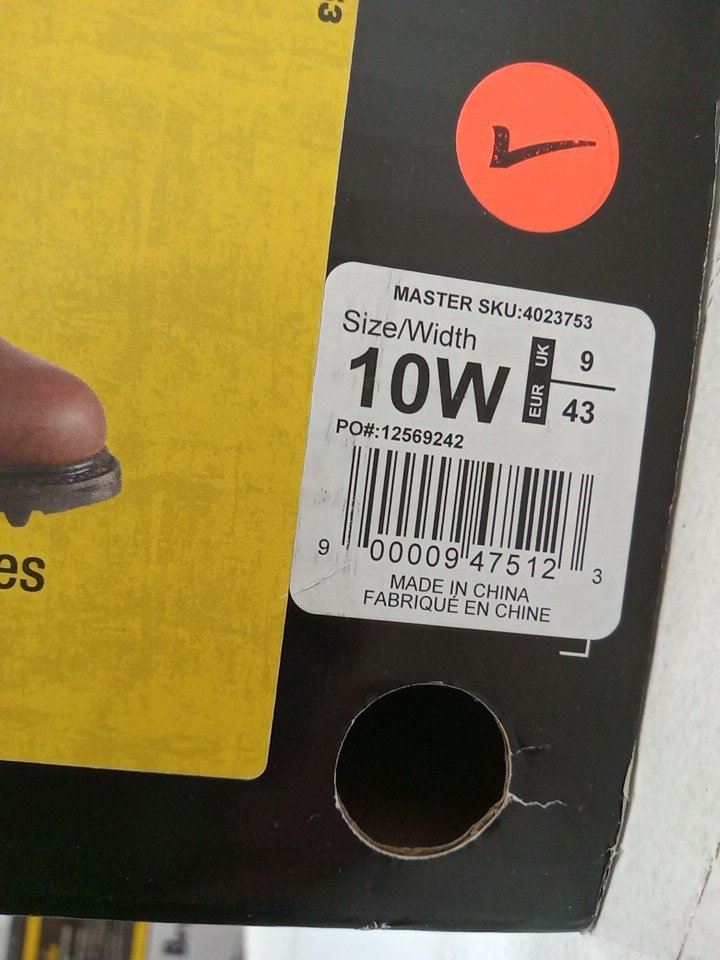 MASTER SKU:4023753
Size/Width
10W
UK 9
EUR 43
PO#:12569242
9 00009 47512 3
MADE IN CHINA
FABRIQUÉ EN CHINE
es